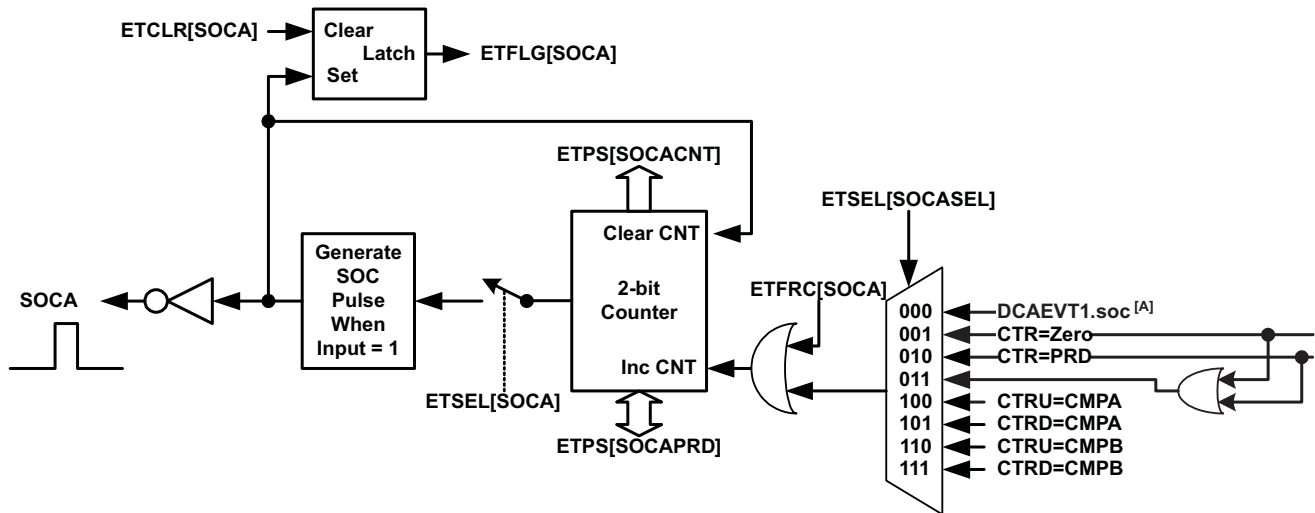 ETCLR[SOCA]
Clear
Latch
Set
ETFLG[SOCA]
ETPS[SOCACNT]
ETSEL[SOCASEL]
Clear CNT
2-bit
Counter
Inc CNT
Generate
SOC
Pulse
When
Input = 1
SOCA
ETSEL[SOCA]
ETPS[SOCAPRD]
ETFRC[SOCA]
000 DCAEVT1.soc [A]
001 CTR=Zero
010 CTR=PRD
011
100 CTRU=CMPA
101 CTRD=CMPA
110 CTRU=CMPB
111 CTRD=CMPB